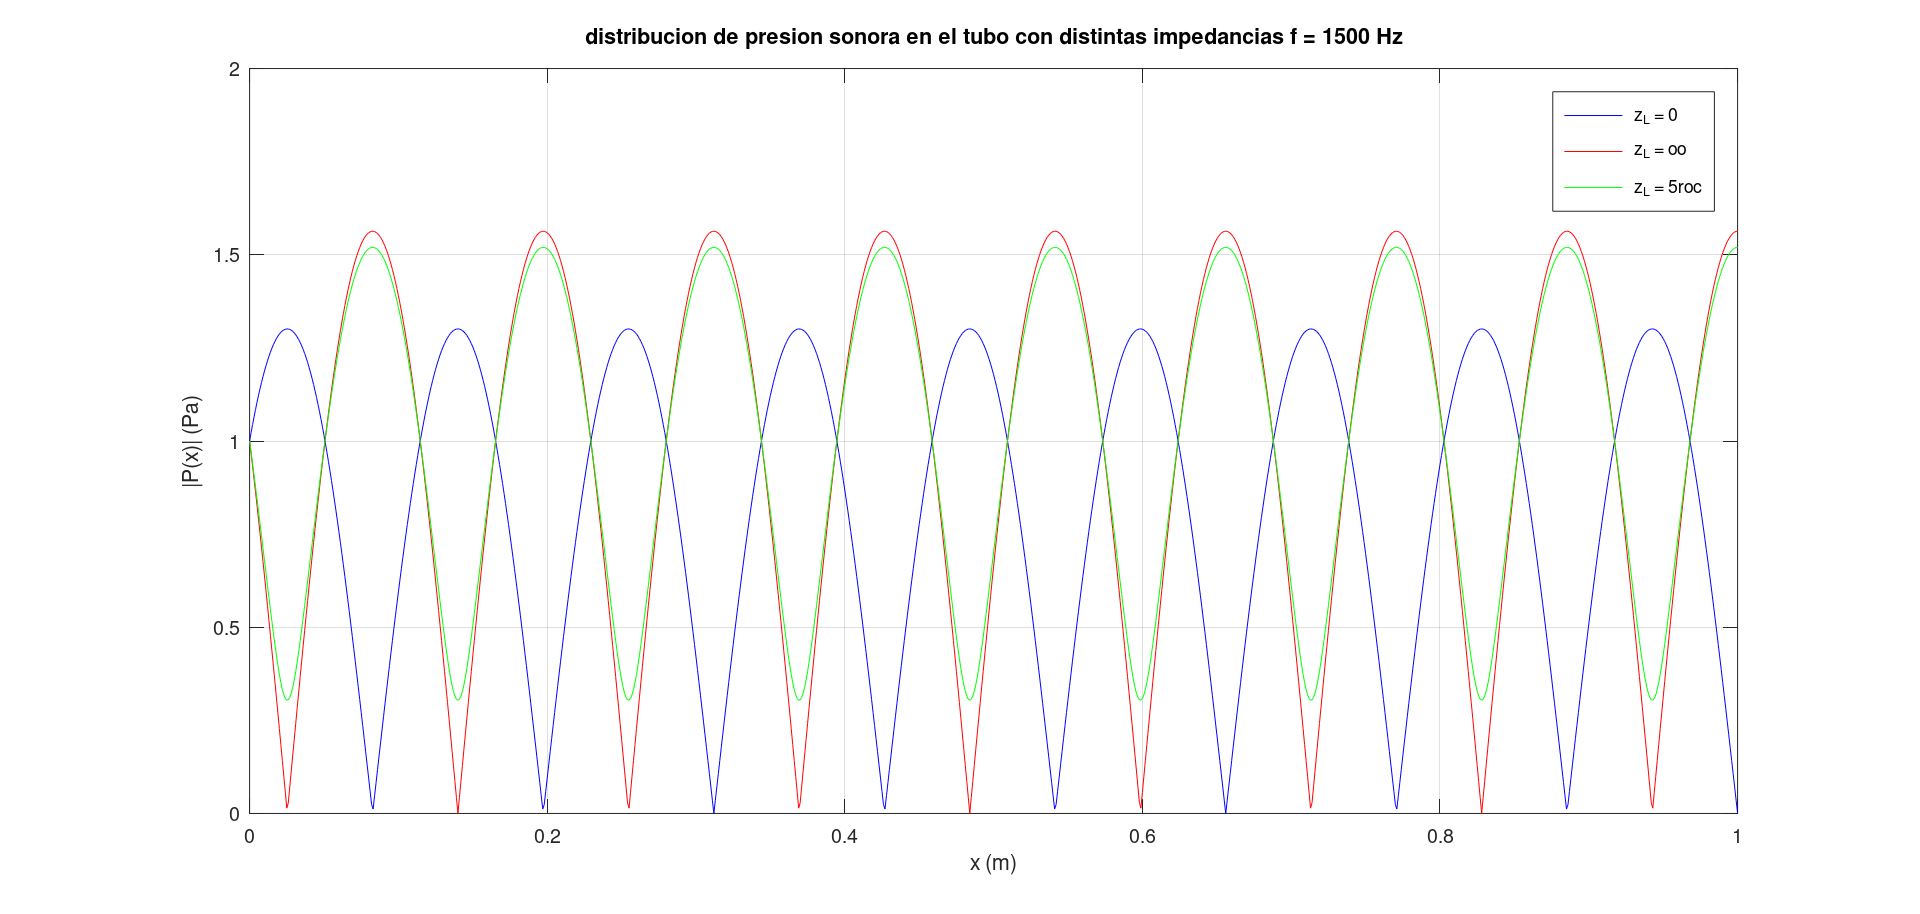 distribucion de presion sonora en el tubo con distintas impedancias f = 1500 Hz
2
1.5
1
0.5
0
|P(x)| (Pa)
z_L = 0
z_L = oo
z_L = 5roc
0 0.2 0.4 0.6 0.8 1
x (m)